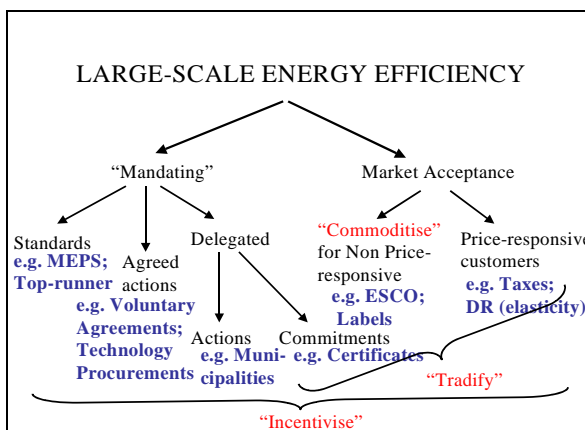 LARGE-SCALE ENERGY EFFICIENCY
“Mandating”
Market Acceptance
Standards
e.g. MEPS;
Top-runner
Agreed
actions
e.g. Voluntary
Agreements;
Technology
Procurements
Delegated
Actions
e.g. Muni-
cipalities
Commitments
e.g. Certificates
“Commoditise”
for Non Price-
responsive
e.g. ESCO;
Labels
Price-responsive
customers
e.g. Taxes;
DR (elasticity)
“Tradify”
“Incentivise”